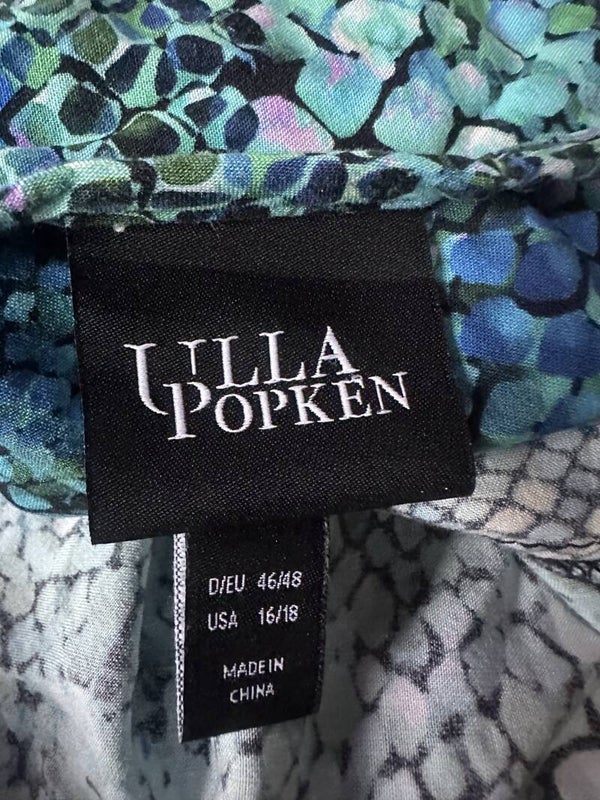 ULLA
POPKEN
D/EU 46/48
USA 16/18
MADE IN
CHINA